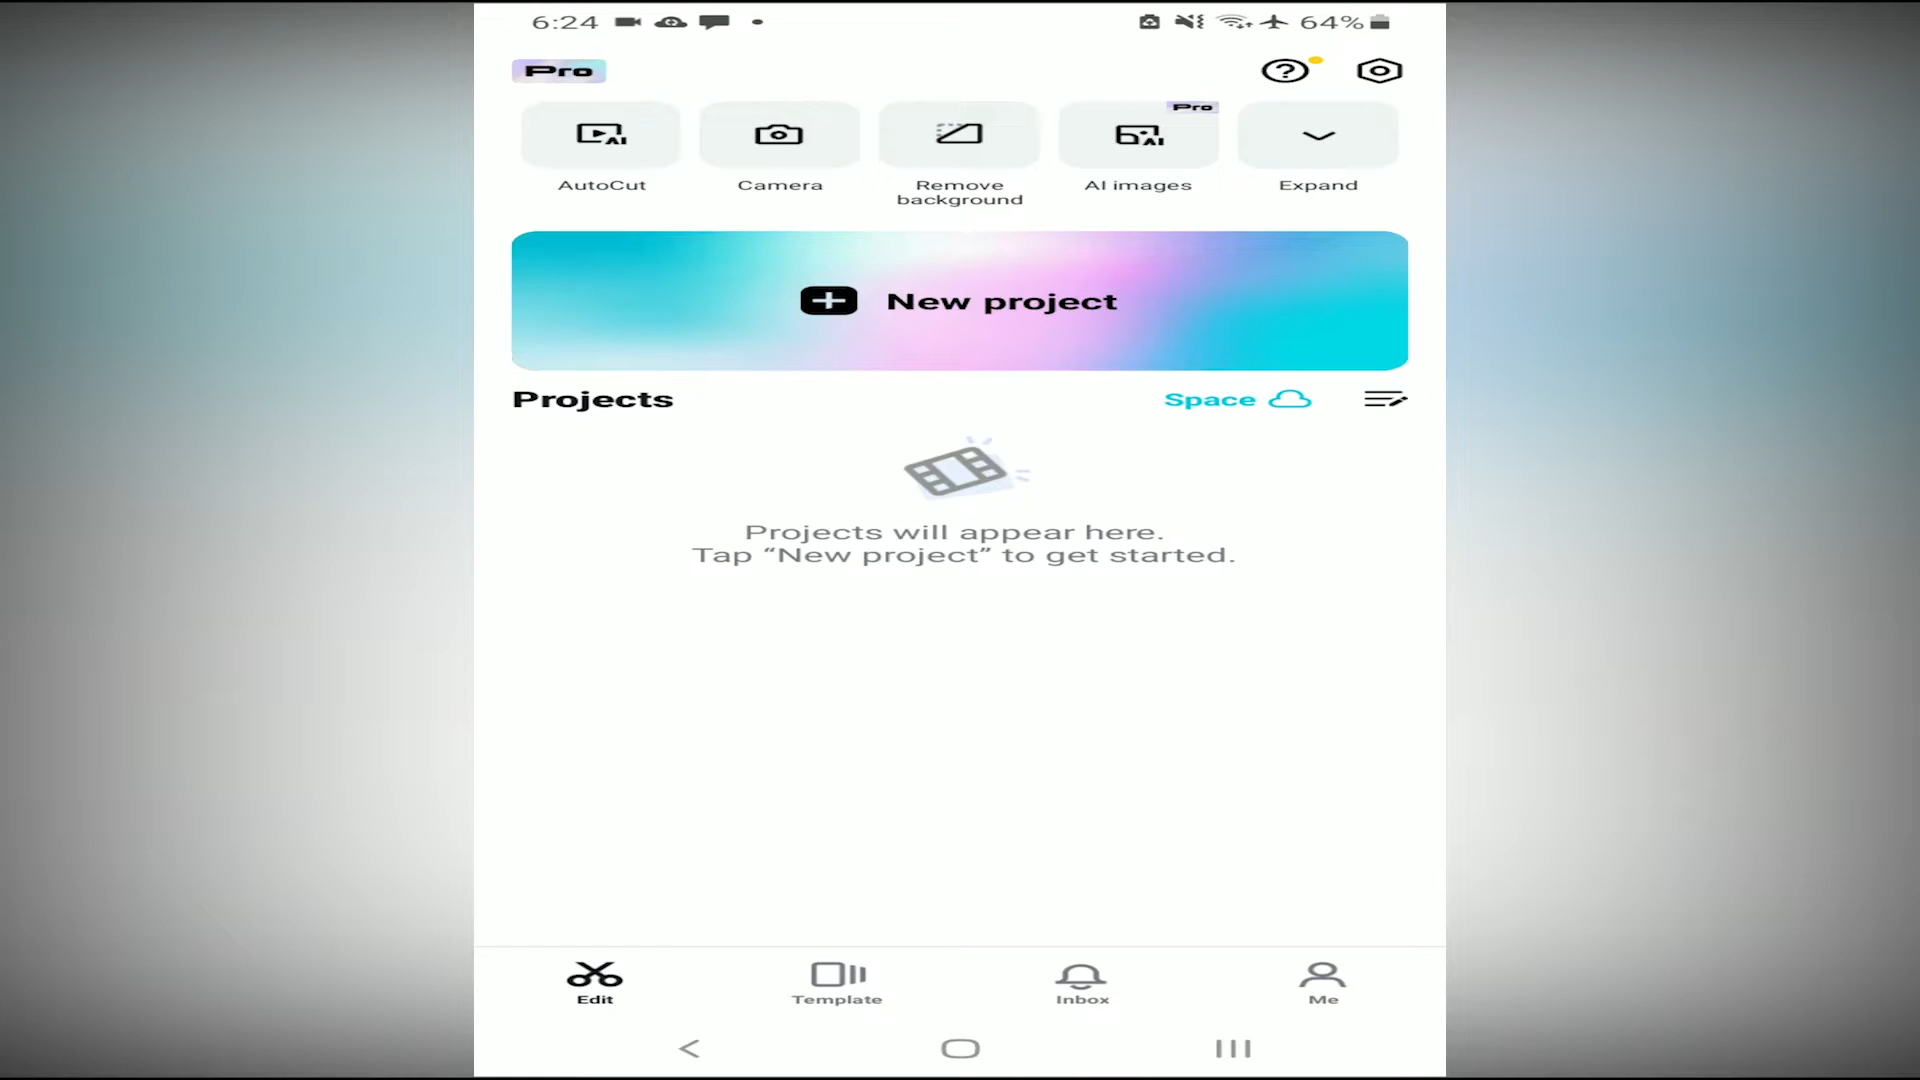 6:24
64%
Pro
Pro
AutoCut
Camera
Remove
background
AI images
Expand
New project
Projects
Space
Projects will appear here.
Tap “New project” to get started.
Edit
Template
Inbox
Me